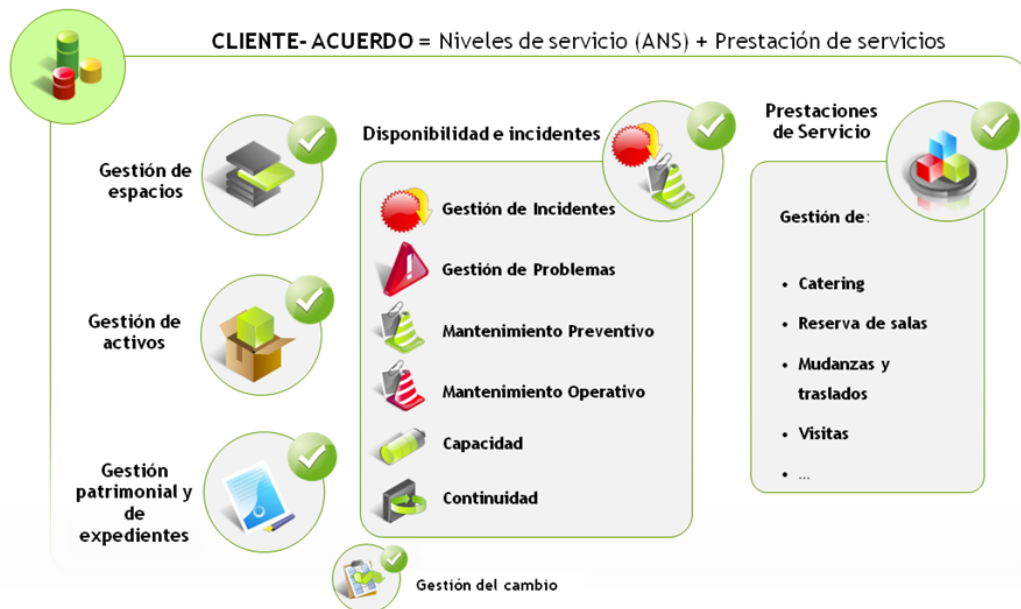 CLIENTE- ACUERDO = Niveles de servicio (ANS) + Prestación de servicios
Gestión de
espacios
Gestión de
activos
Gestión
patrimonial y
de
expedientes
Disponibilidad e incidentes
Gestión de Incidentes
Gestión de Problemas
Mantenimiento Preventivo
Mantenimiento Operativo
Capacidad
Continuidad
Prestaciones
de Servicio
Gestión de:
• Catering
• Reserva de salas
• Mudanzas y
traslados
• Visitas
• ...
Gestión del cambio